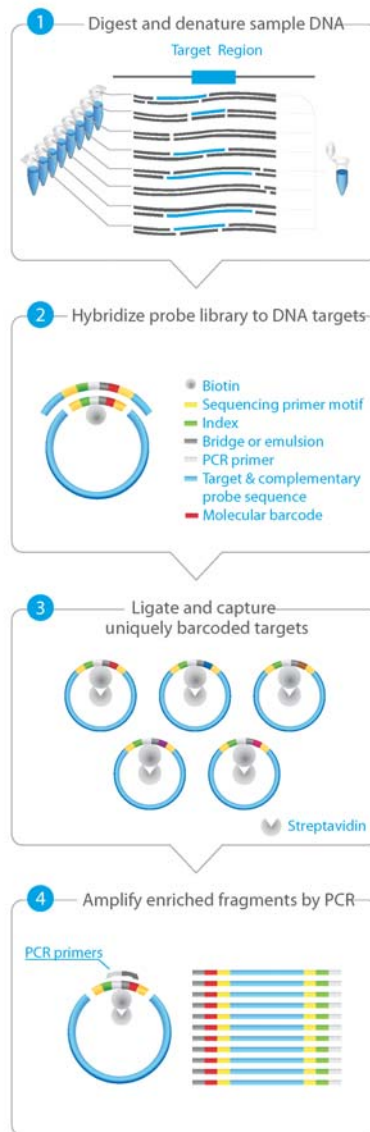 1 Digest and denature sample DNA
Target Region
2 Hybridize probe library to DNA targets
Biotin
Sequencing primer motif
Index
Bridge or emulsion
PCR primer
Target & complementary
probe sequence
Molecular barcode
3 Ligate and capture
uniquely barcoded targets
Streptavidin
4 Amplify enriched fragments by PCR
PCR primers